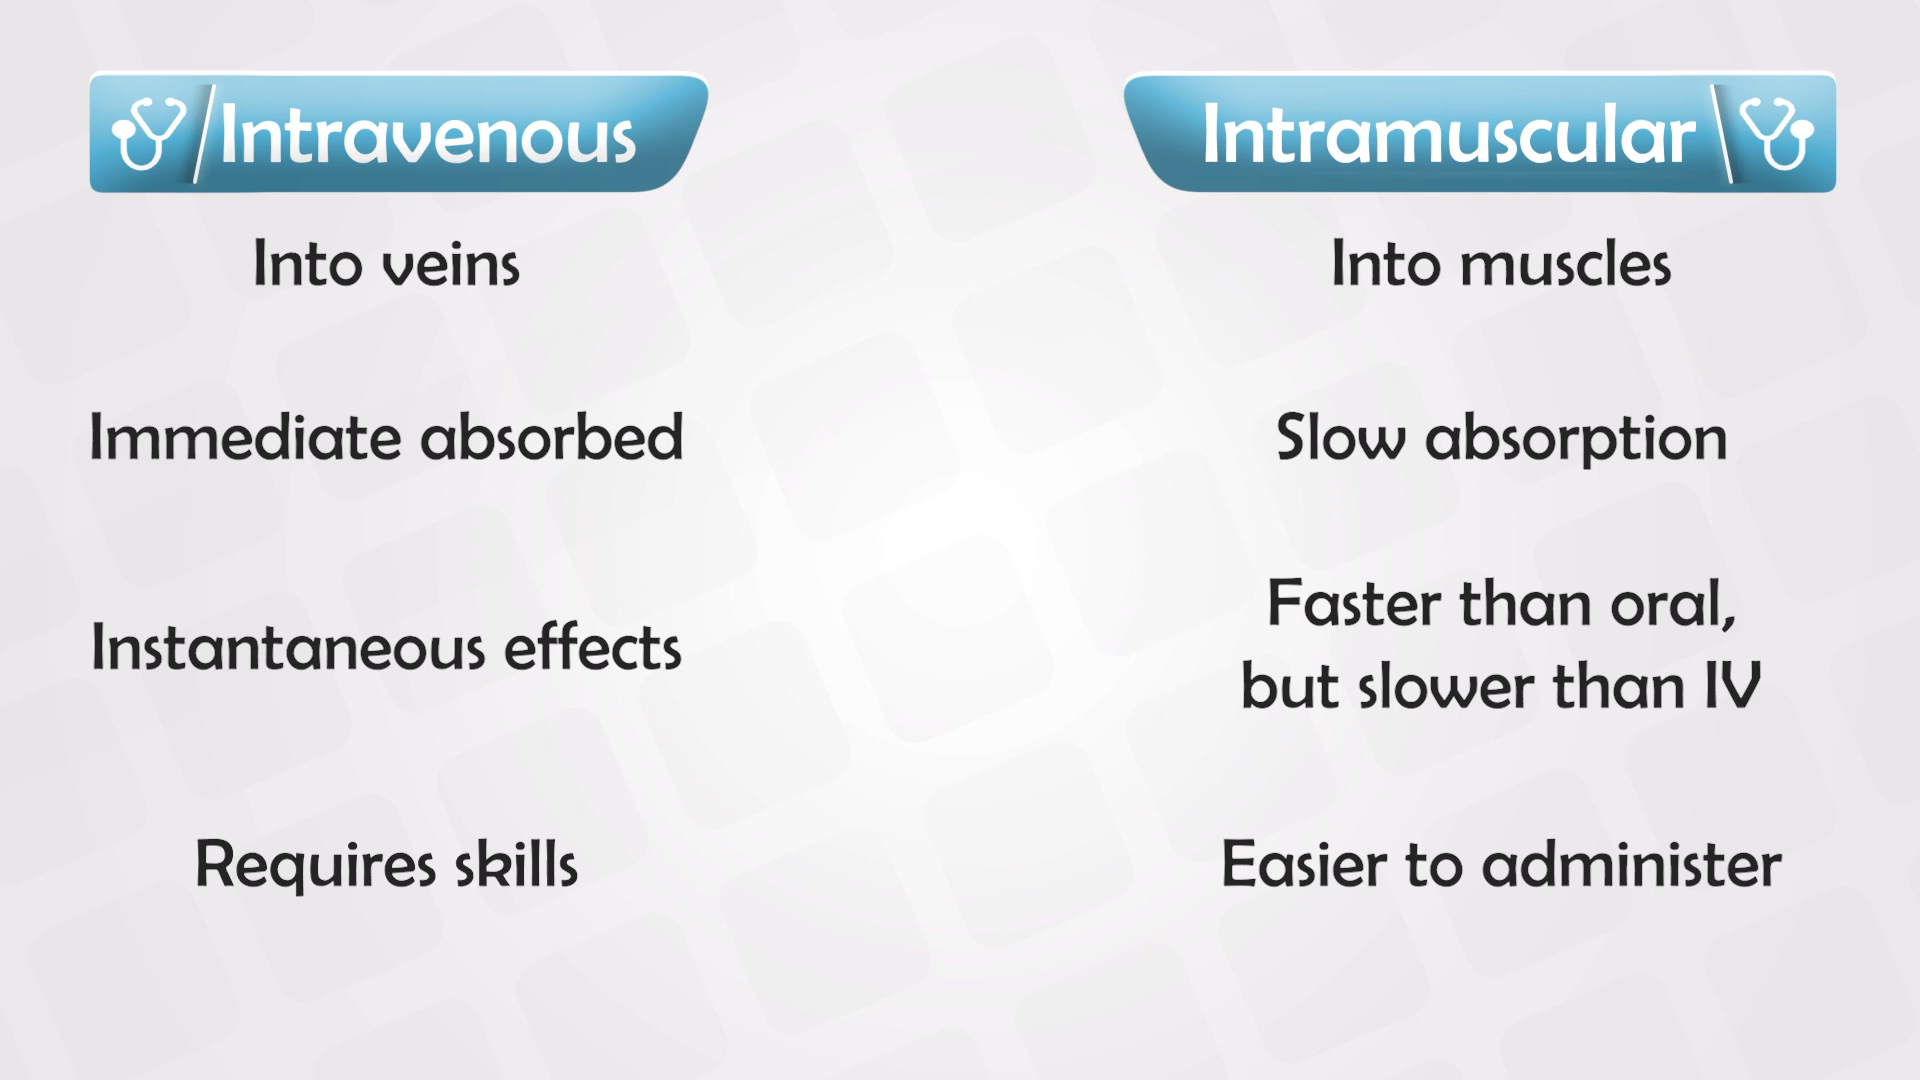 Intravenous
Into veins
Immediate absorbed
Instantaneous effects
Requires skills
Intramuscular
Into muscles
Slow absorption
Faster than oral,
but slower than IV
Easier to administer